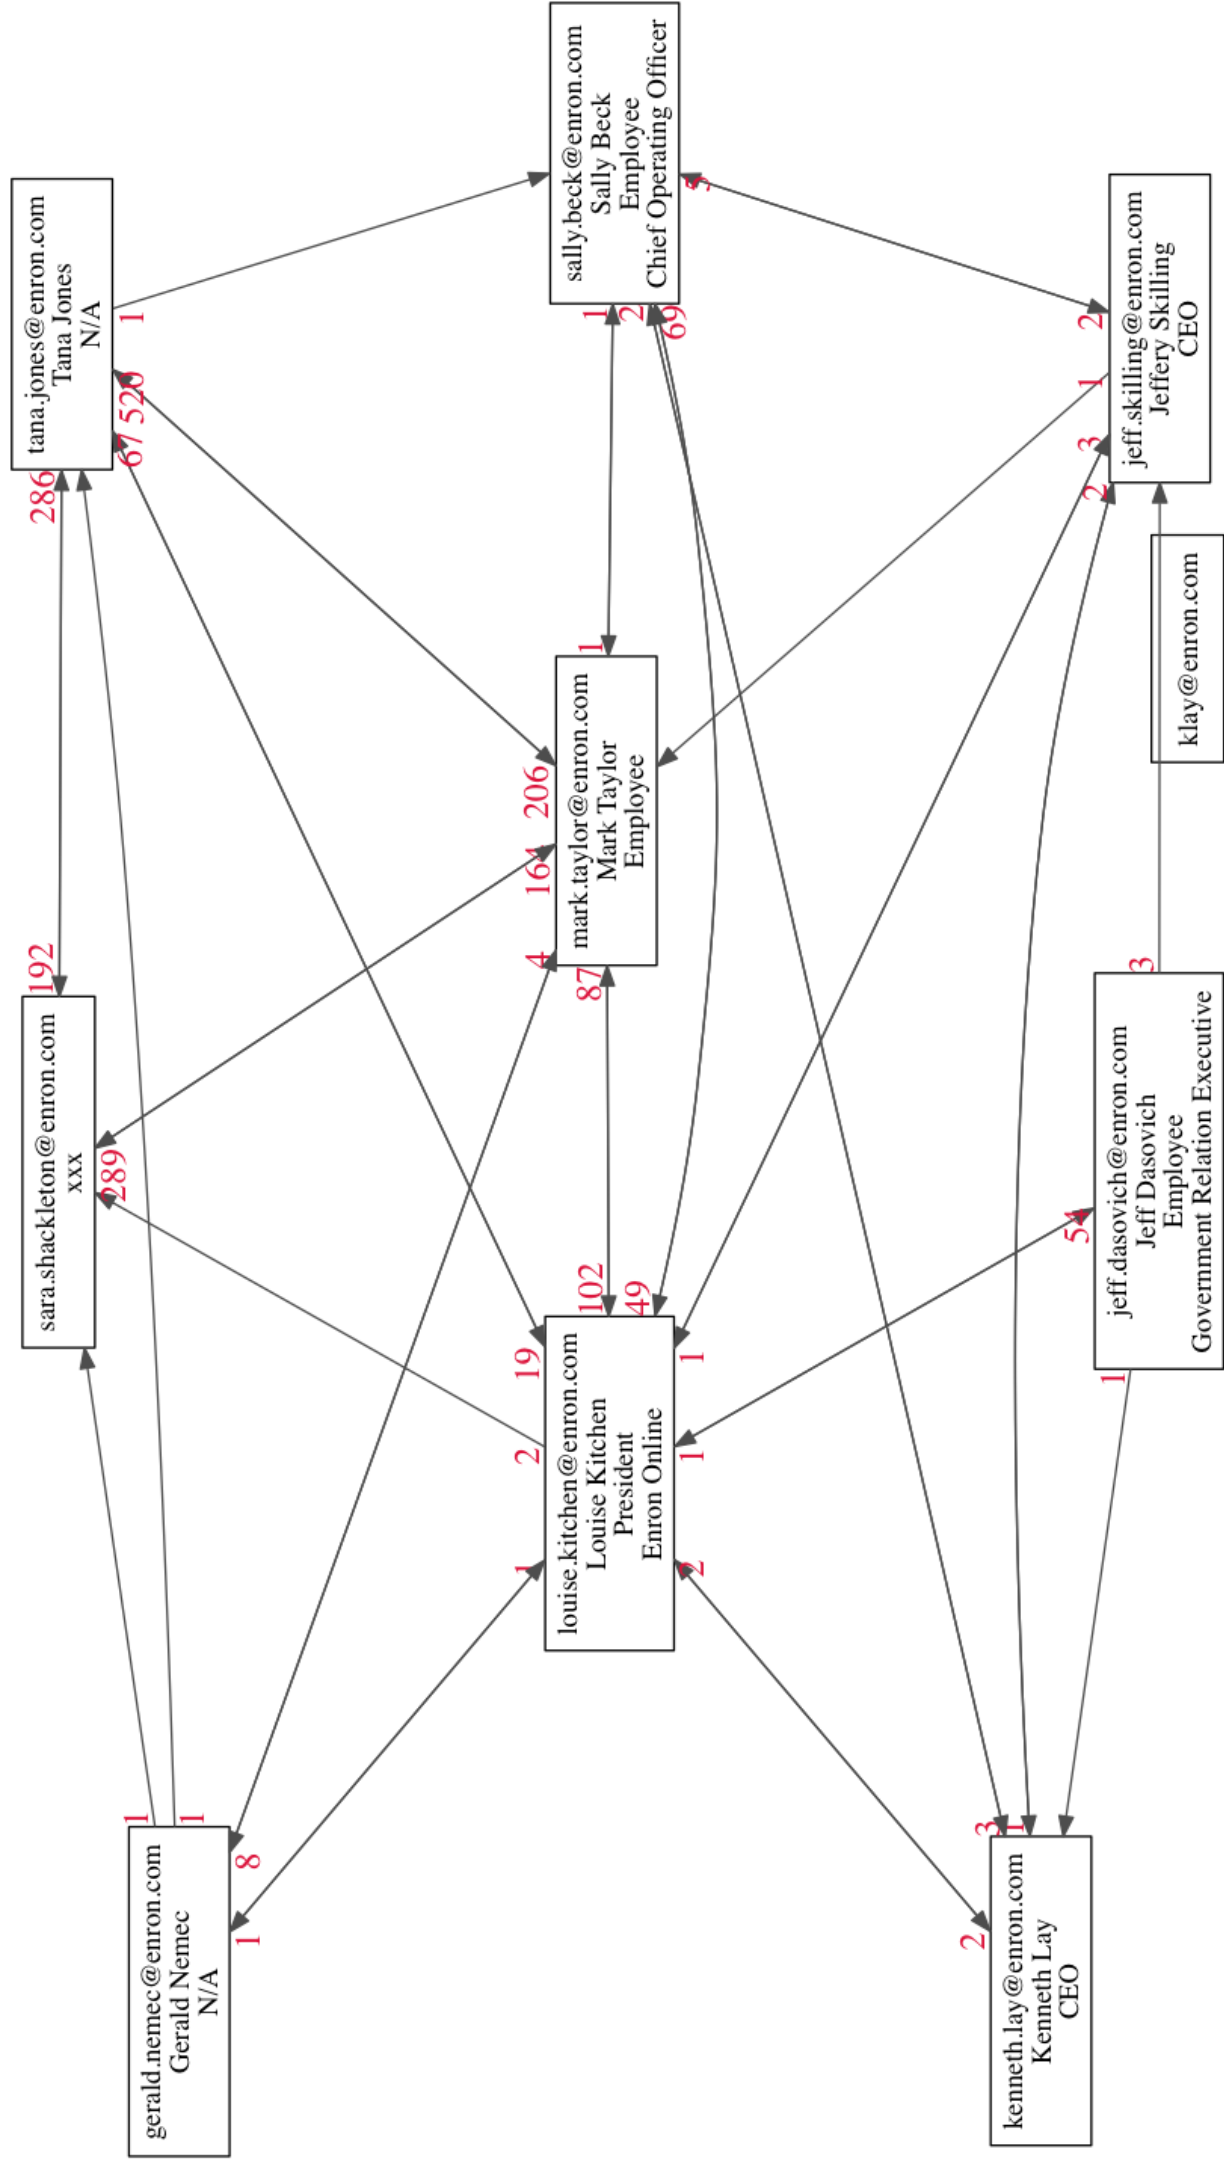 gerald.nemec@enron.com
Gerald Nemec
N/A
1
1
8
1
sara.shackleton@enron.com
xxx
192
289
tana.jones@enron.com
Tana Jones
N/A
286
67
520
1
louise.kitchen@enron.com
Louise Kitchen
President
Enron Online
1
2
19
102
49
1
1
2
mark.taylor@enron.com
Mark Taylor
Employee
4
87
164
206
1
sally.beck@enron.com
Sally Beck
Employee
Chief Operating Officer
1
2
69
5
kenneth.lay@enron.com
Kenneth Lay
CEO
2
3
1
jeff.dasovich@enron.com
Jeff Dasovich
Employee
Government Relation Executive
1
54
3
klay@enron.com
jeff.skilling@enron.com
Jeffery Skilling
CEO
2
3
1
2